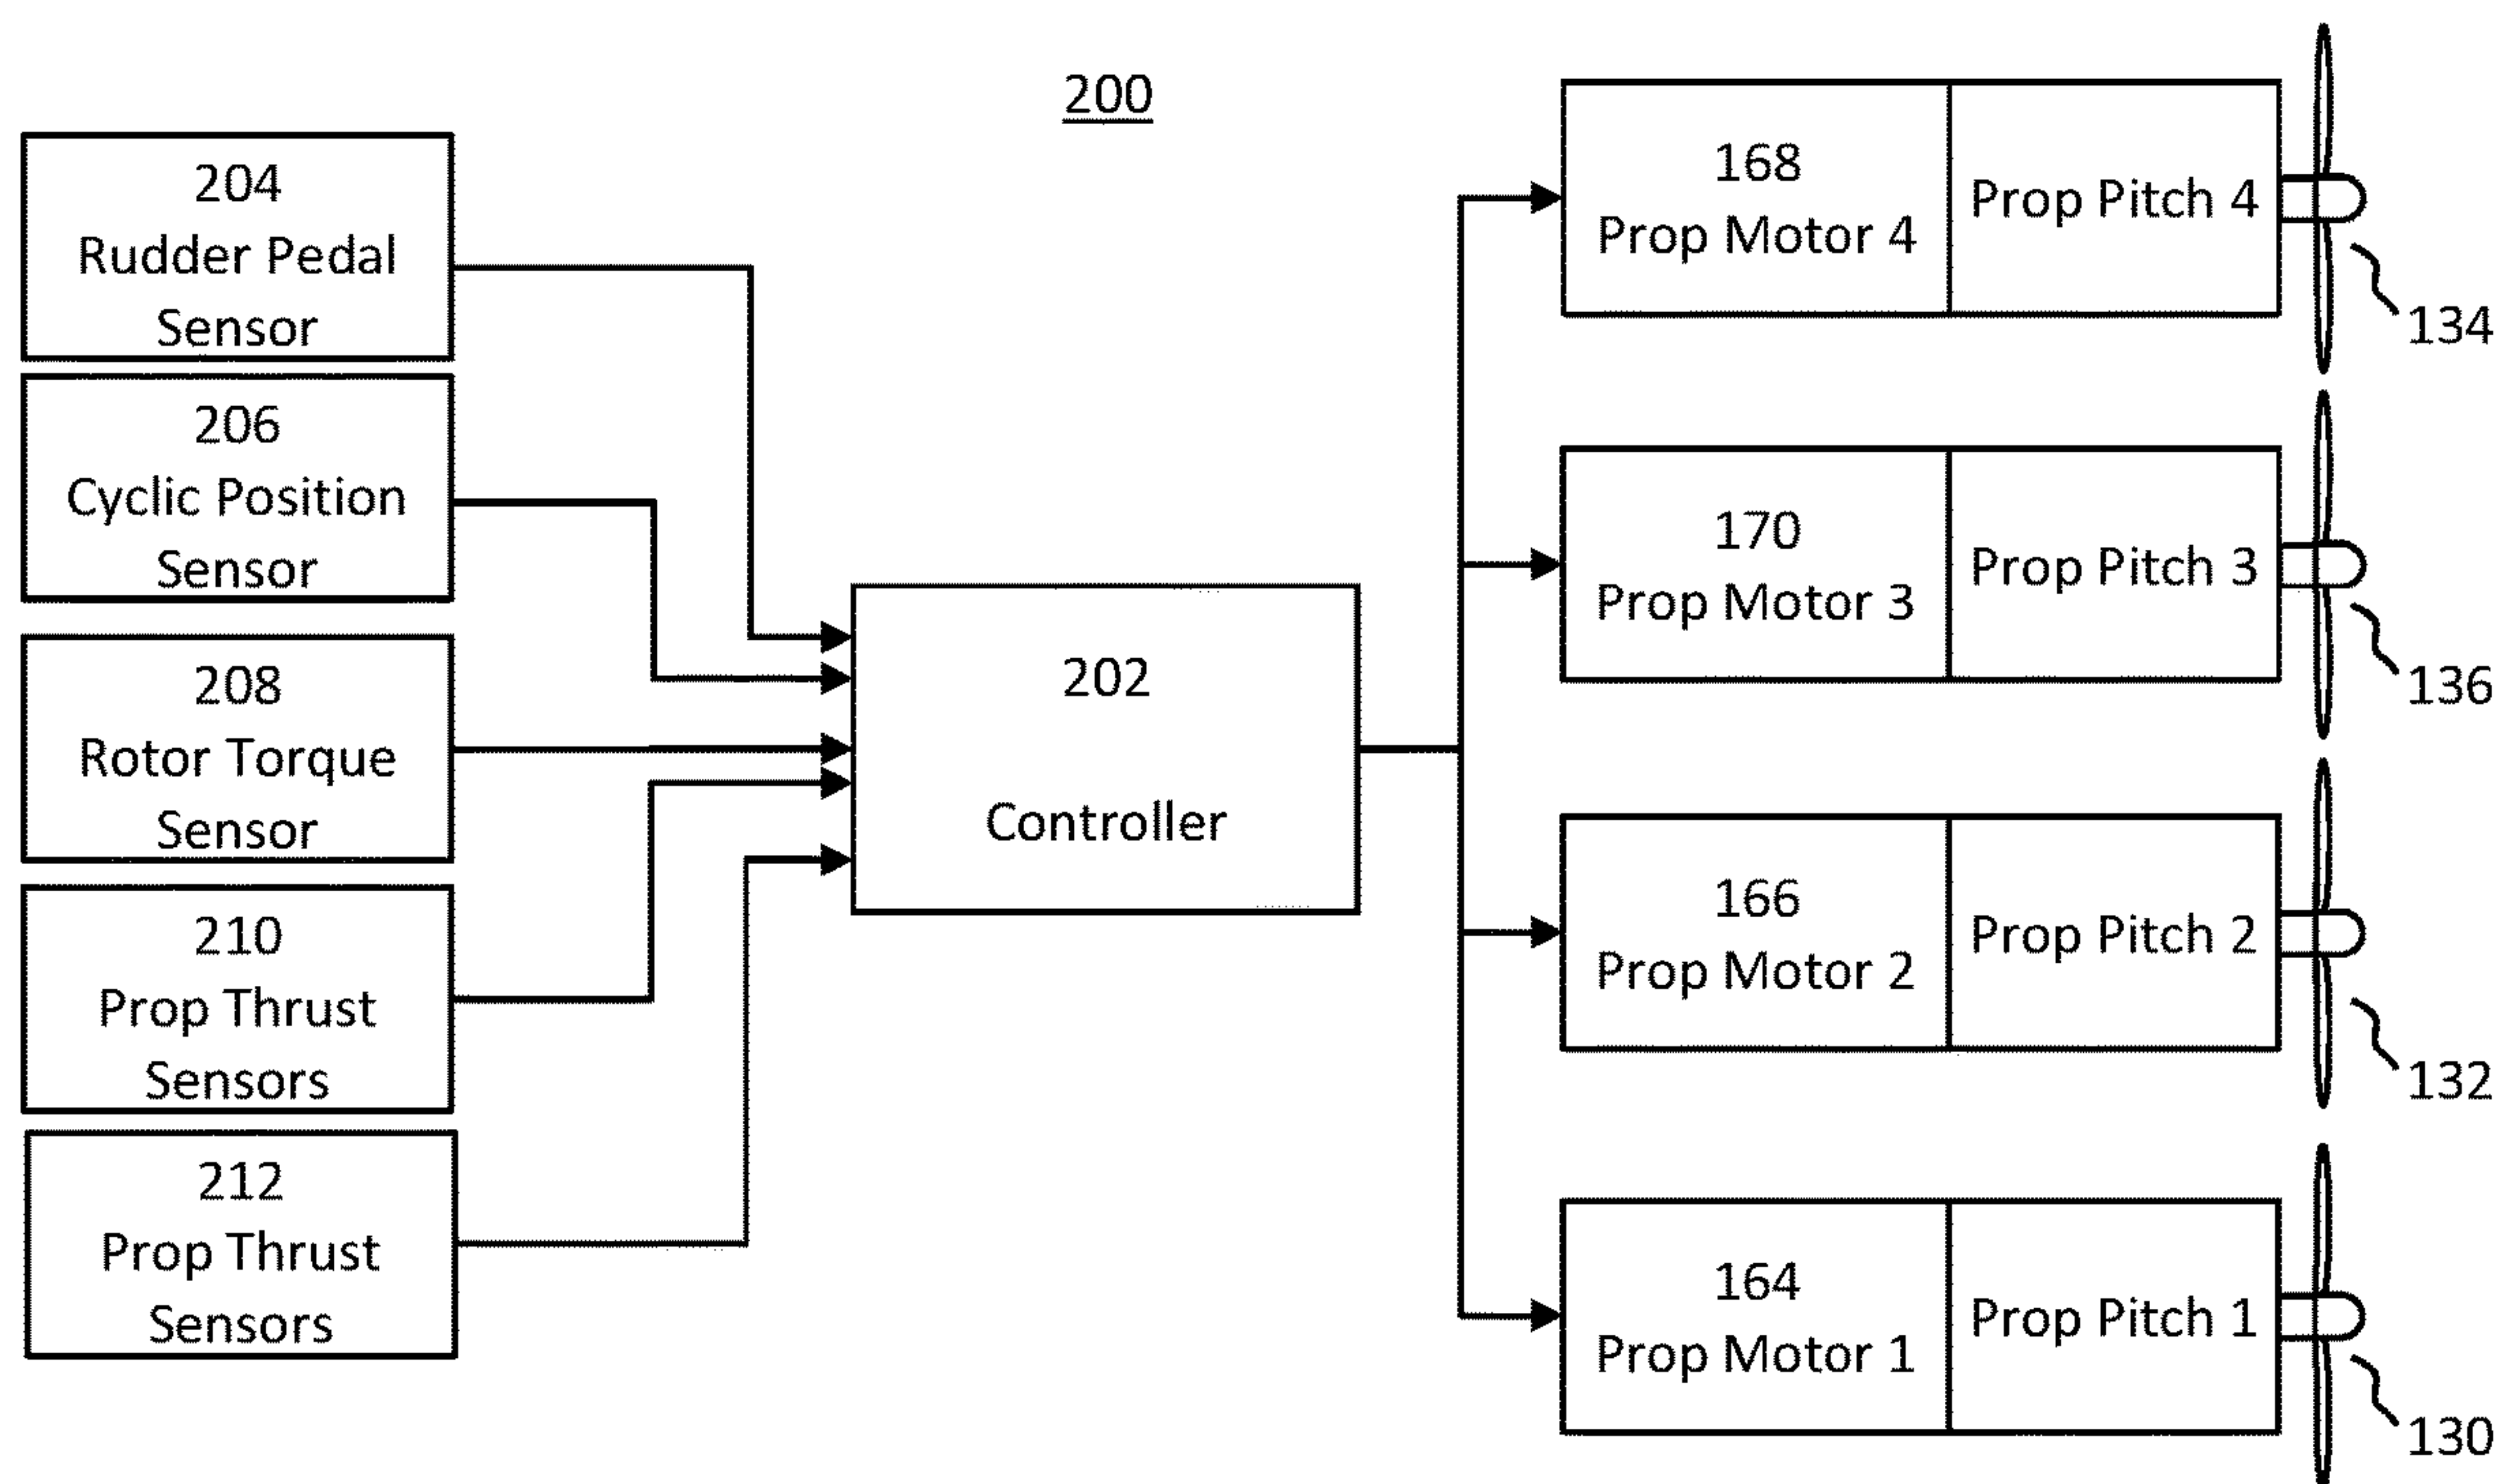 200
204
Rudder Pedal
Sensor
206
Cyclic Position
Sensor
208
Rotor Torque
Sensor
210
Prop Thrust
Sensors
212
Prop Thrust
Sensors
202
Controller
168
Prop Motor 4
Prop Pitch 4
134
170
Prop Motor 3
Prop Pitch 3
136
166
Prop Motor 2
Prop Pitch 2
132
164
Prop Motor 1
Prop Pitch 1
130